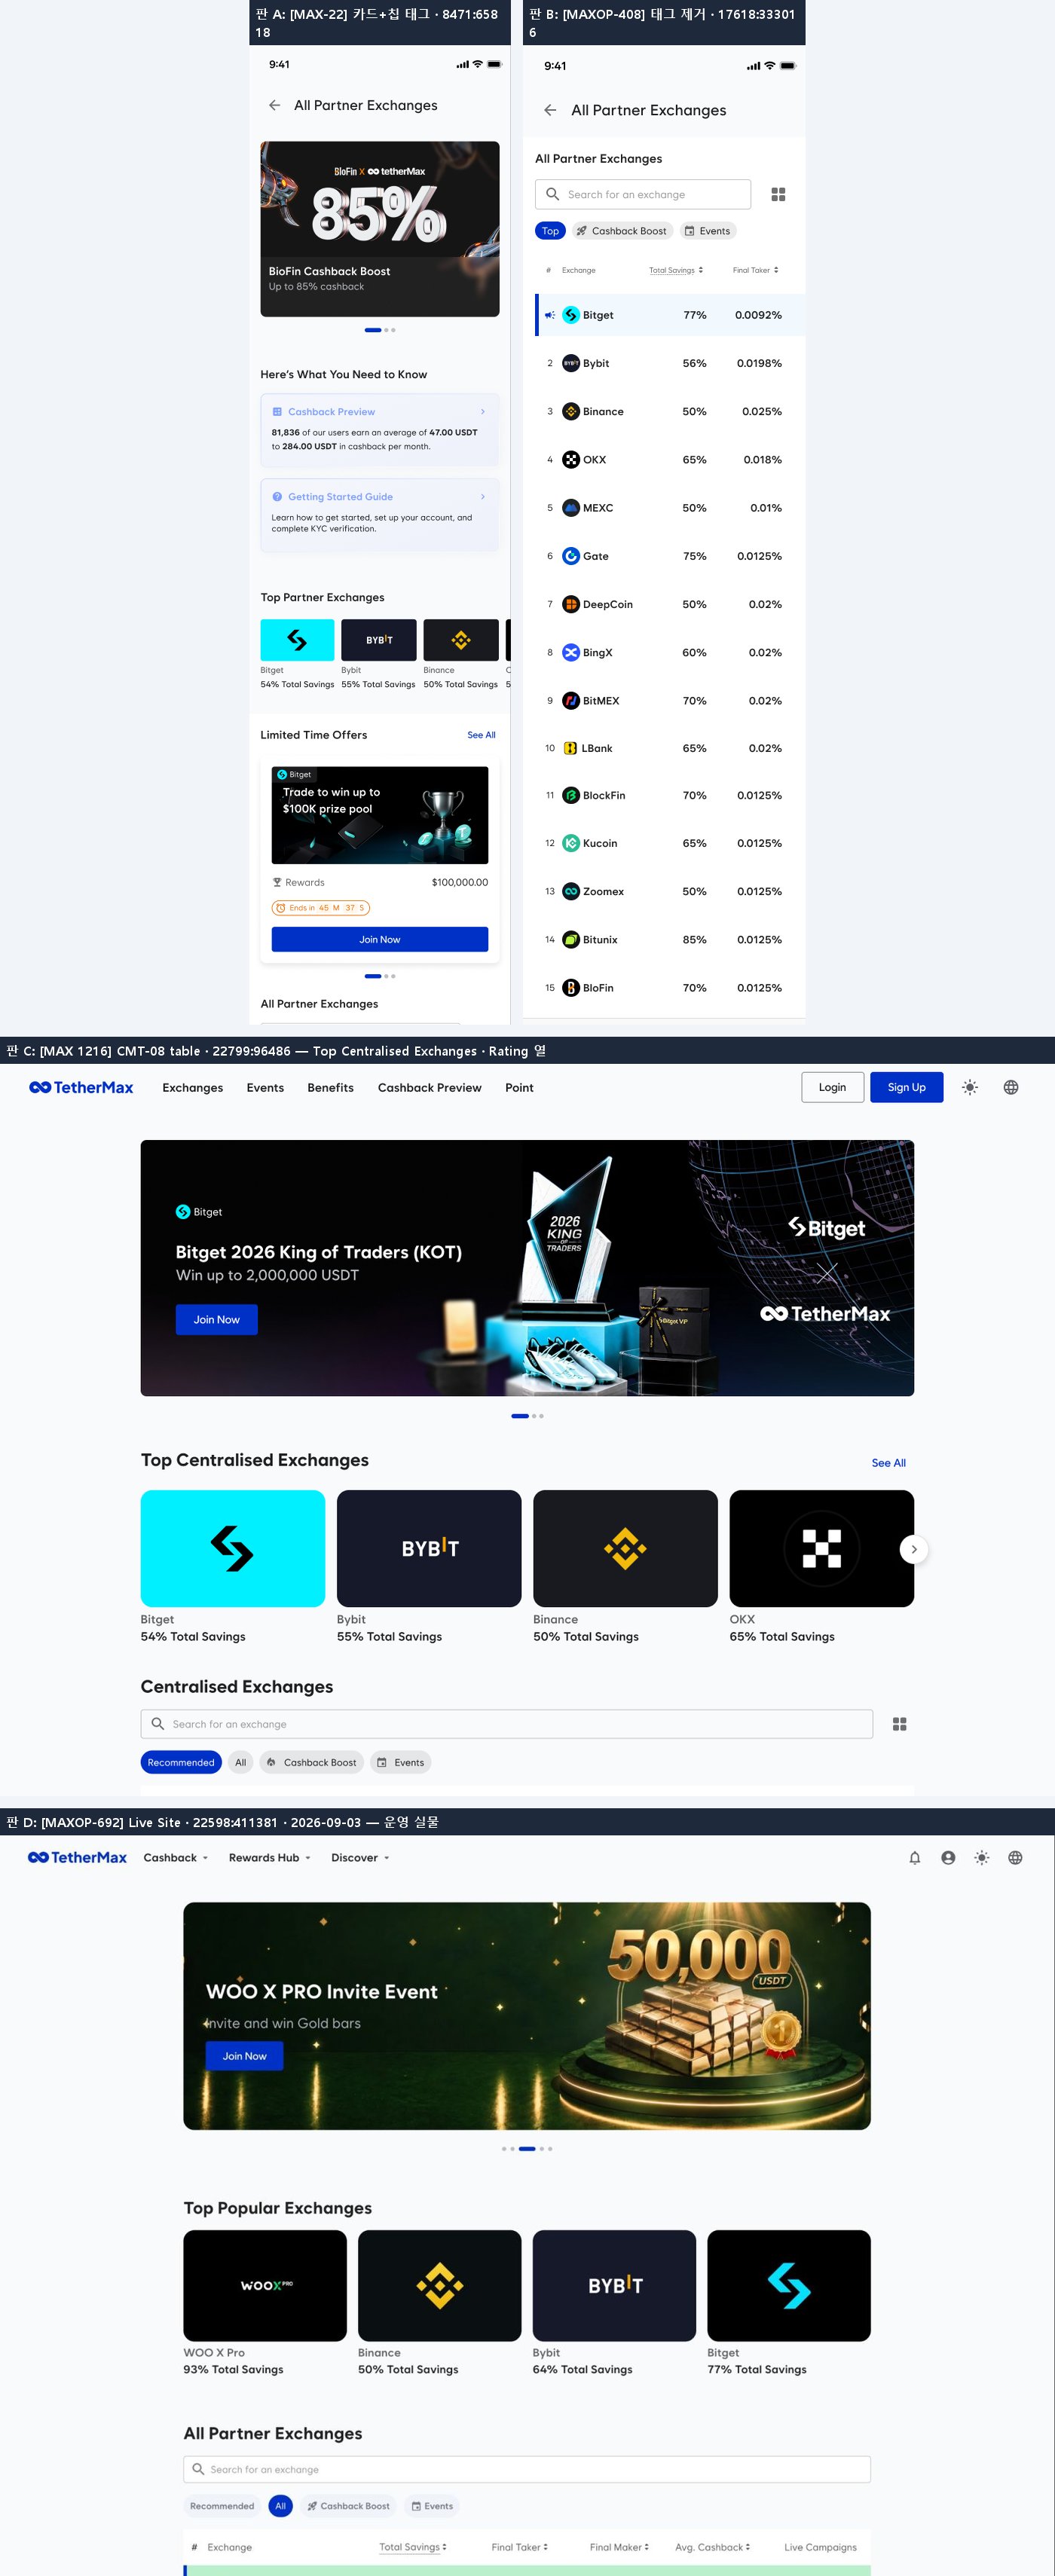 판 A: [MAX-22] 카드+칩 태그 · 8471:658
18
9:41
All Partner Exchanges
BloFin X tetherMax
85%
BioFin Cashback Boost
Up to 85% cashback
Here's What You Need to Know
Cashback Preview
81,836 of our users earn an average of 47.00 USDT
to 284.00 USDT in cashback per month.
Getting Started Guide
Learn how to get started, set up your account, and
complete KYC verification.
Top Partner Exchanges
BYBIT
Bitget Bybit Binance C
54% Total Savings 55% Total Savings 50% Total Savings 5
Limited Time Offers See All
Bitget
Trade to win up to
$100K prize pool
Rewards $100,000.00
Ends in 45 M 37 S
Join Now
All Partner Exchanges
판 B: [MAXOP-408] 태그 제거 · 17618:33301
6
9:41
All Partner Exchanges
All Partner Exchanges
Search for an exchange
Top Cashback Boost Events
# Exchange Total Savings Final Taker
Bitget 77% 0.0092%
2 BYBIT Bybit 56% 0.0198%
3 Binance 50% 0.025%
4 OKX 65% 0.018%
5 MEXC 50% 0.01%
6 Gate 75% 0.0125%
7 DeepCoin 50% 0.02%
8 BingX 60% 0.02%
9 BitMEX 70% 0.02%
10 LBank 65% 0.02%
11 BlockFin 70% 0.0125%
12 Kucoin 65% 0.0125%
13 Zoomex 50% 0.0125%
14 Bitunix 85% 0.0125%
15 BloFin 70% 0.0125%
판 C: [MAX 1216] CMT-08 table · 22799:96486 — Top Centralised Exchanges · Rating 열
TetherMax Exchanges Events Benefits Cashback Preview Point Login Sign Up
Bitget
Bitget 2026 King of Traders (KOT)
Win up to 2,000,000 USDT
Join Now
2026
KING
OF
TRADERS
Bitget VP
Bitget
TetherMax
Top Centralised Exchanges See All
BYBIT
Bitget Bybit Binance OKX
54% Total Savings 55% Total Savings 50% Total Savings 65% Total Savings
Centralised Exchanges
Search for an exchange
Recommended All Cashback Boost Events
판 D: [MAXOP-692] Live Site · 22598:411381 · 2026-09-03 — 운영 실물
TetherMax Cashback Rewards Hub Discover
50,000
USDT
1
WOO X PRO Invite Event
Invite and win Gold bars
Join Now
Top Popular Exchanges
WOOX PRO BYBIT
WOO X Pro Binance Bybit Bitget
93% Total Savings 50% Total Savings 64% Total Savings 77% Total Savings
All Partner Exchanges
Search for an exchange
Recommended All Cashback Boost Events
# Exchange Total Savings Final Taker Final Maker Avg. Cashback Live Campaigns